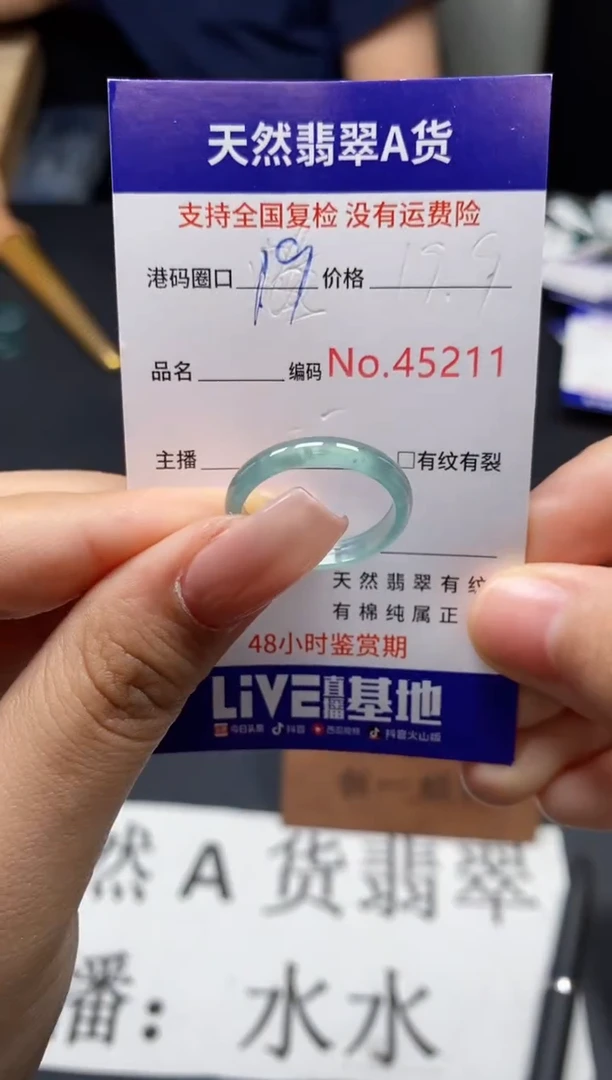 天然翡翠A货
支持全国复检 没有运费险
港码圈口 19 价格 19.9
品名 编码 No.45211
主播 □有纹有裂
天然翡翠有纹
有棉纯属正
48小时鉴赏期
LiVE直播基地
今日头条 抖音 西瓜视频 抖音火山版
然A货翡翠
播：水水